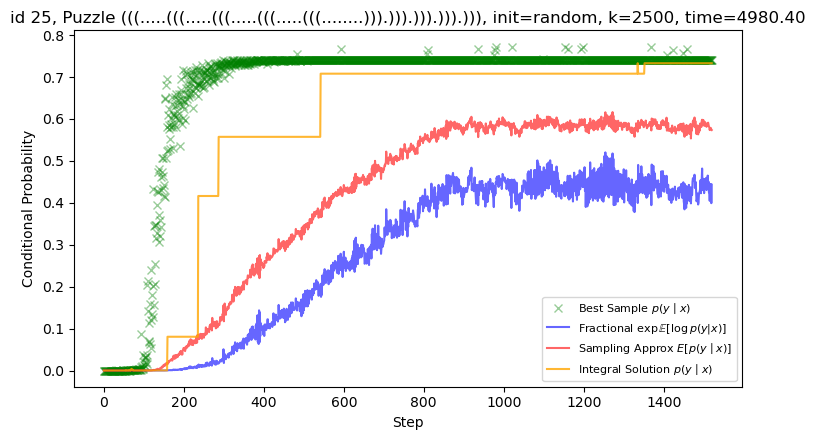 id 25, Puzzle (((.....(((.....(((.....(((.....(((........))).))).))).))).))), init=random, k=2500, time=4980.40
Conditional Probability
0.8
0.7
0.6
0.5
0.4
0.3
0.2
0.1
0.0
Best Sample p(y | x)
Fractional exp 𝔼[log p(y|x)]
Sampling Approx E[p(y | x)]
Integral Solution p(y | x)
0 200 400 600 800 1000 1200 1400
Step